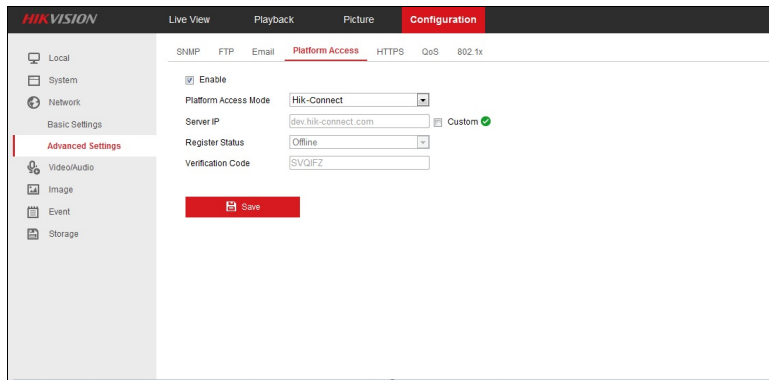 HIKVISION Live View Playback Picture Configuration
SNMP FTP Email Platform Access HTTPS QoS 802.1x
Local
System
Network
Basic Settings
Advanced Settings
Video/Audio
Image
Event
Storage
Enable
Platform Access Mode Hik-Connect
Server IP dev.hik-connect.com Custom
Register Status Offline
Verification Code SVQIFZ
Save